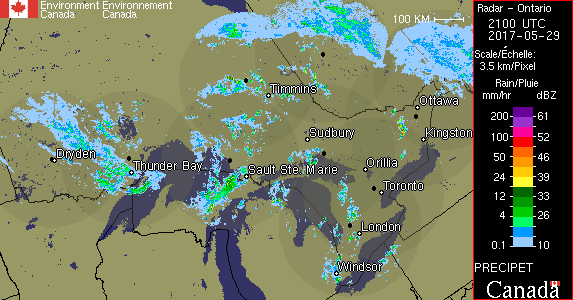 Environment Environnement
Canada Canada
100 KM
Timmins
Ottawa
Sudbury
Kingston
Dryden
Thunder Bay
Sault Ste. Marie
Orillia
Toronto
London
Windsor
Radar - Ontario
2100 UTC
2017-05-29
Scale/Échelle:
3.5 km/Pixel
Rain/Pluie
mm/hr dBZ
200 61
100 52
50 46
24 39
12 33
4 26
0.1 10
PRECIPET
Canada